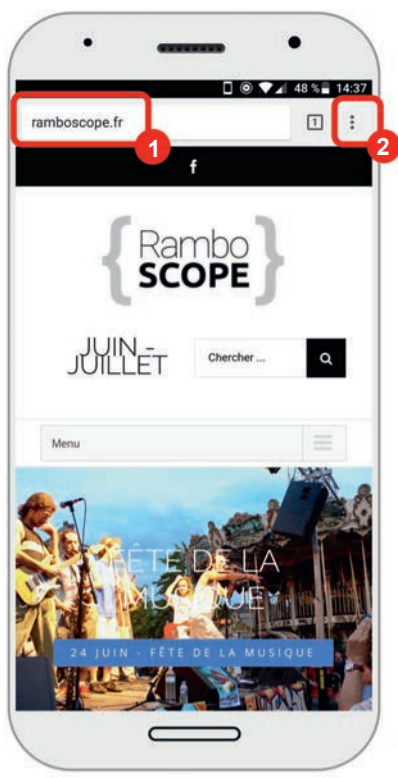 48 % 14:37
ramboscope.fr
1
1
2
f
{ Rambo
SCOPE }
JUIN -
JUILLET
Chercher ...
Menu
FÊTE DE LA
MUSIQUE
24 JUIN - FÊTE DE LA MUSIQUE